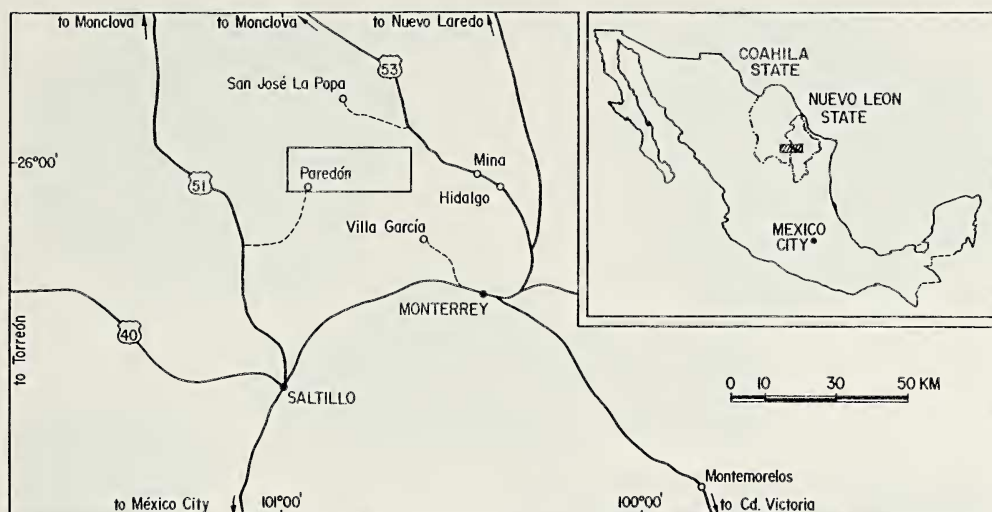 to Monclova
to Monclova
to Nuevo Laredo
53
San José La Popa
26°00'
51
Paredón
Mina
Hidalgo
Villa García
MONTERREY
40
to Torreón
SALTILLO
to México City
101°00'
100°00'
Montemorelos
to Cd. Victoria
COAHILA
STATE
NUEVO LEON
STATE
MEXICO
CITY
0 10 30 50 KM